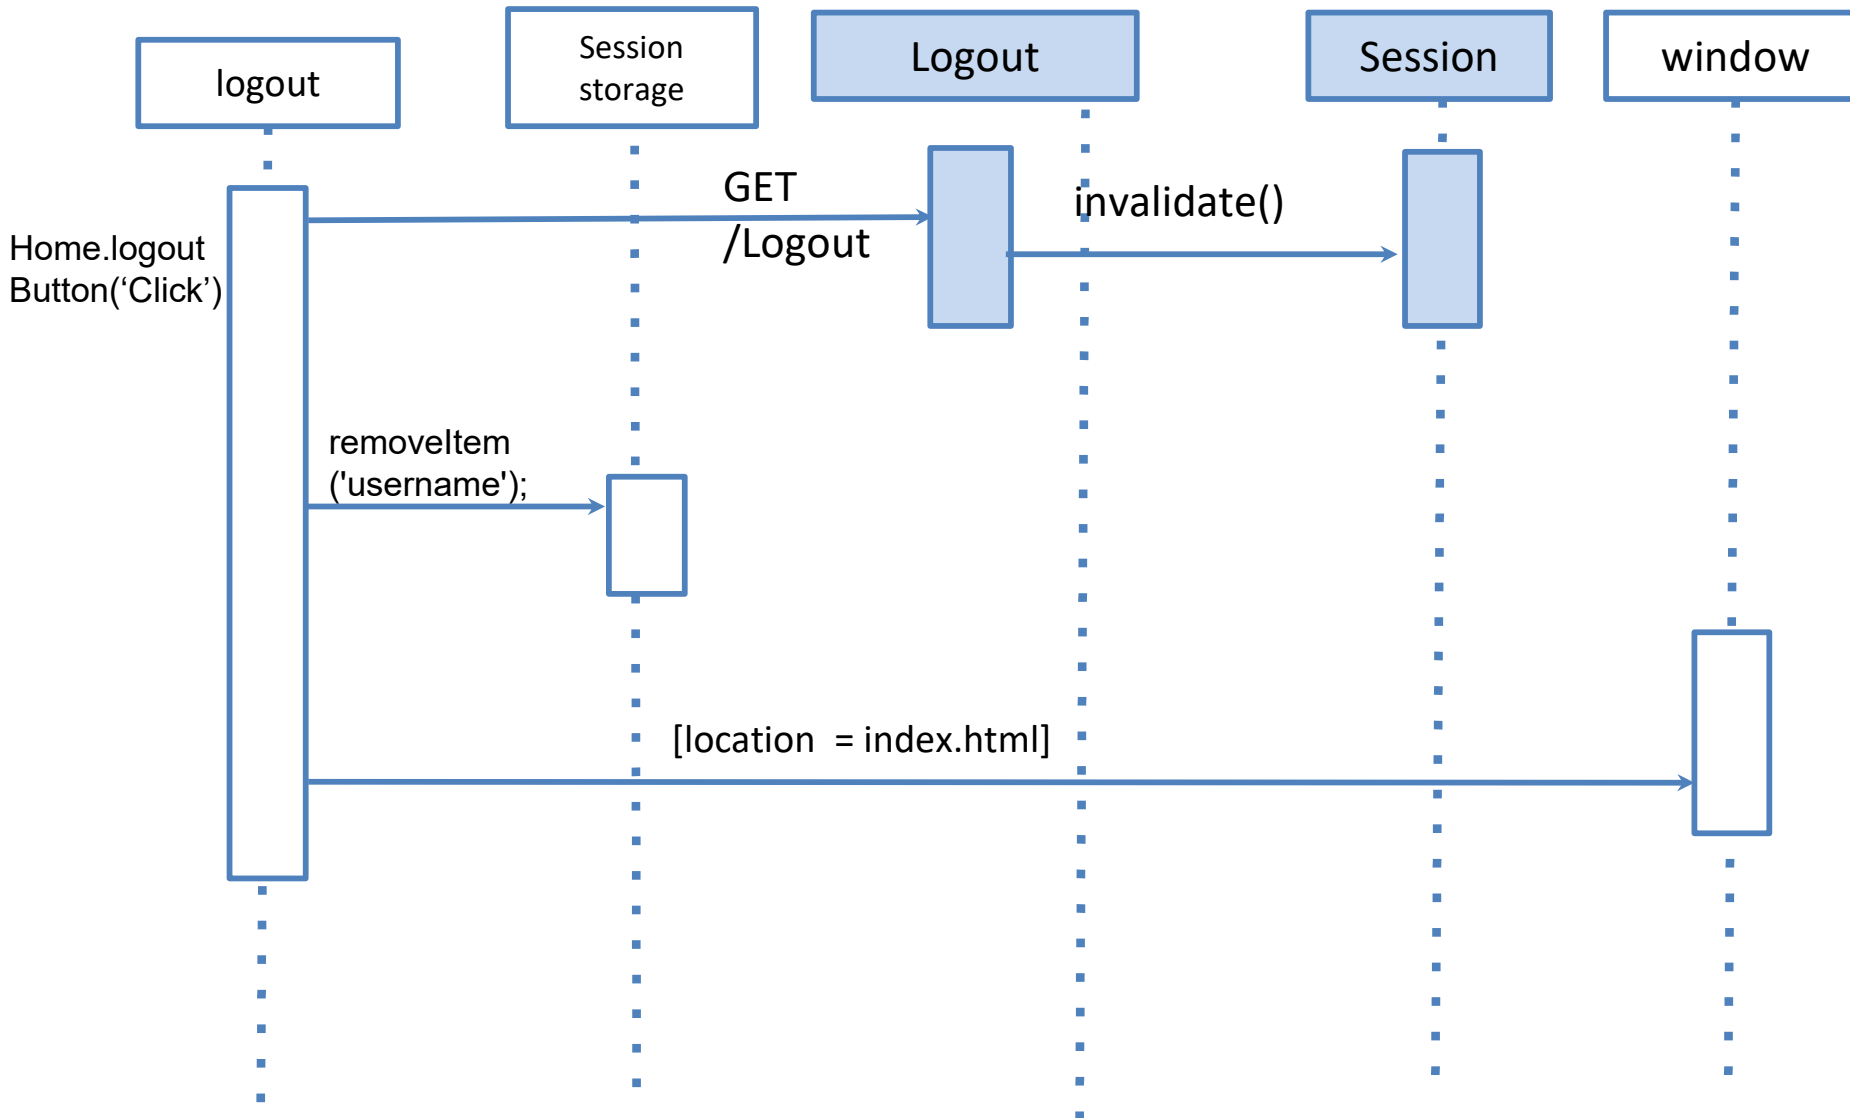 logout
Session
storage
Logout
Session
window
GET
/Logout
invalidate()
Home.logout
Button(‘Click’)
removeItem
('username');
[location  = index.html]